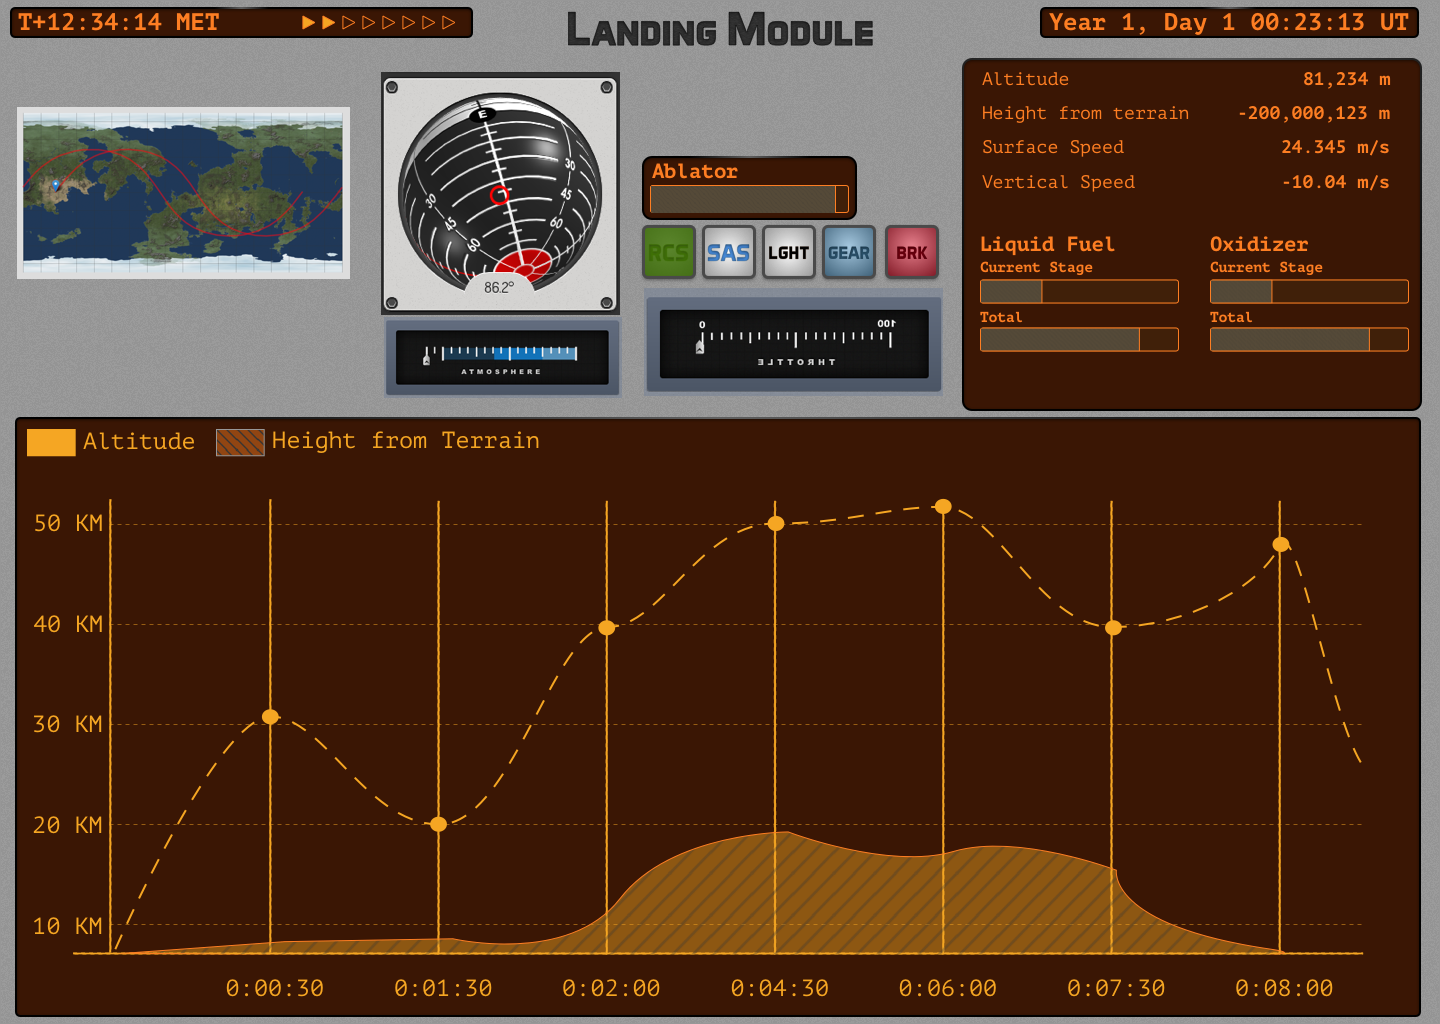 T+12:34:14 MET
LANDING MODULE
Year 1, Day 1 00:23:13 UT
Altitude 81,234 m
Height from terrain -200,000,123 m
Surface Speed 24.345 m/s
Vertical Speed -10.04 m/s
E
30
45
60
30
45
60
86.2°
Ablator
RCS SAS LGHT GEAR BRK
Liquid Fuel Oxidizer
Current Stage Current Stage
Total Total
0 100
THROTTLE
ATMOSPHERE
Altitude Height from Terrain
50 KM
40 KM
30 KM
20 KM
10 KM
0:00:30 0:01:30 0:02:00 0:04:30 0:06:00 0:07:30 0:08:00